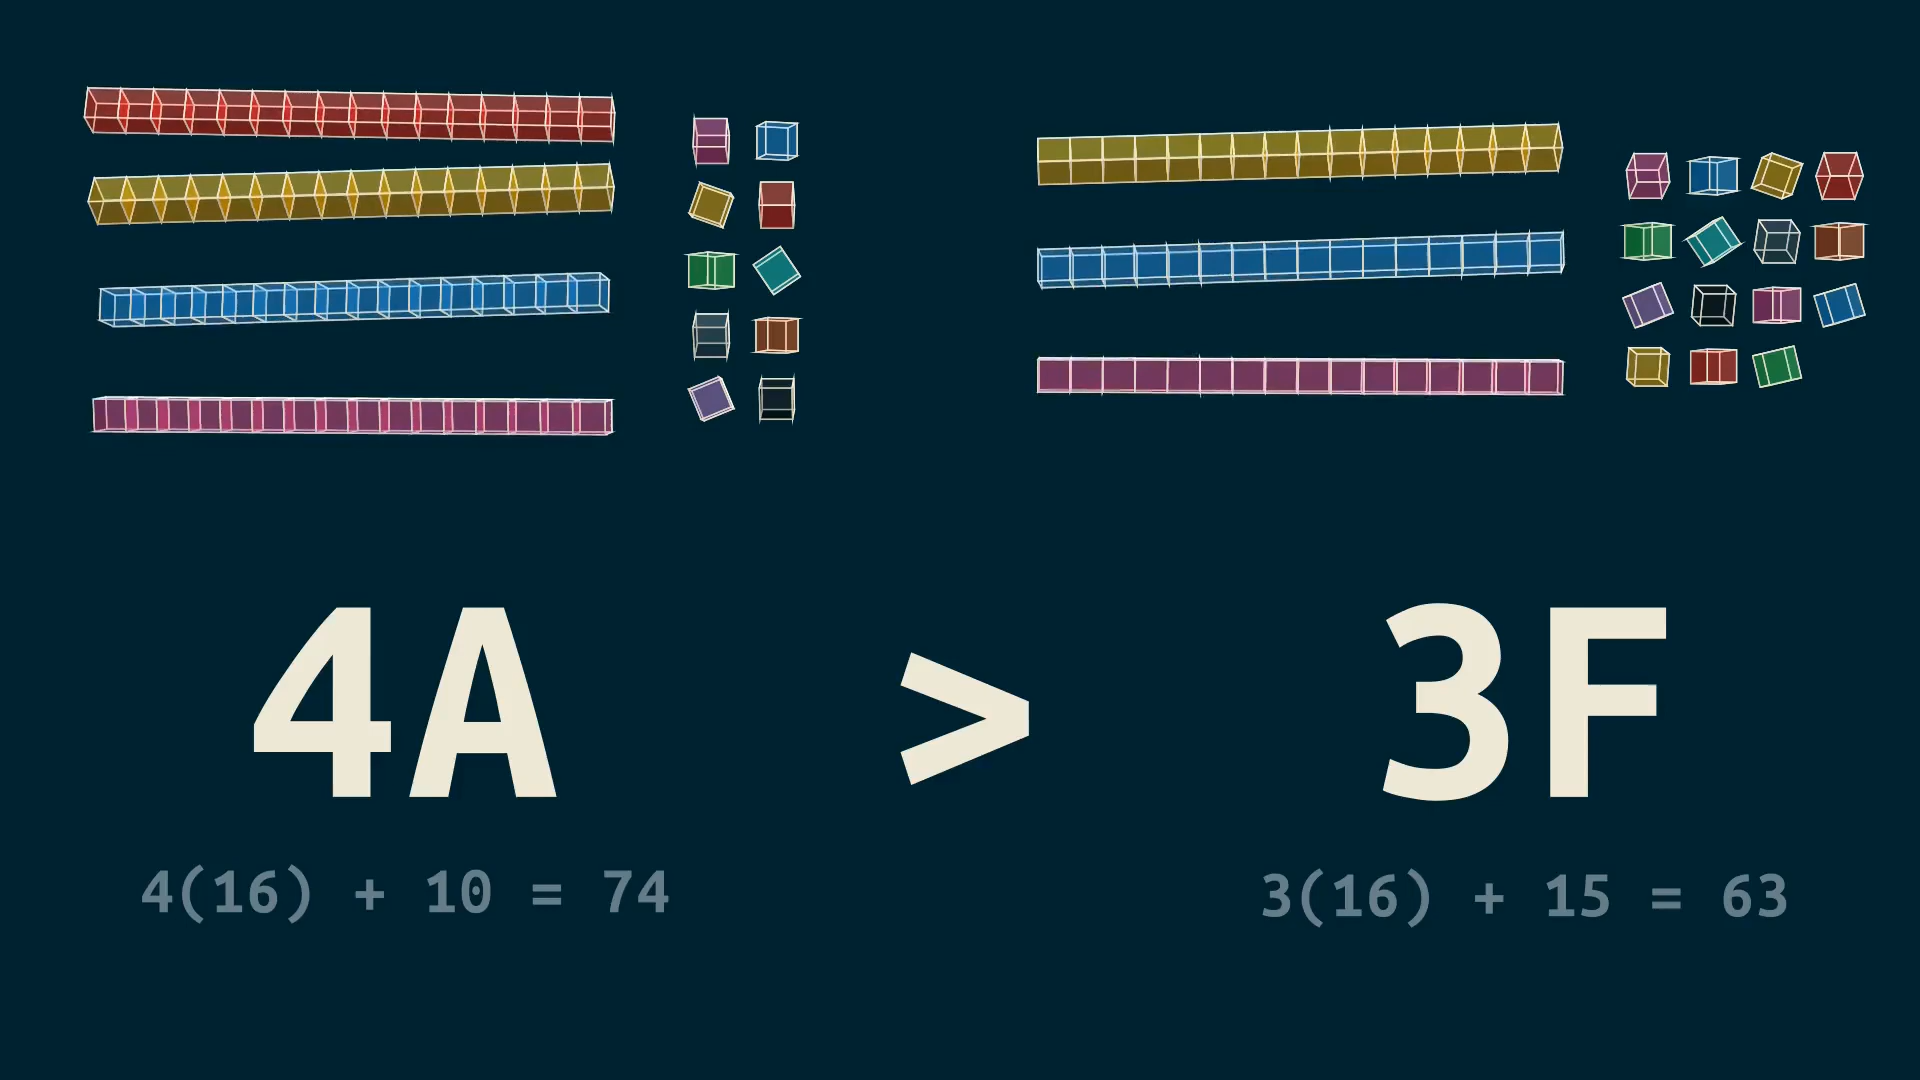 4A > 3F
4(16) + 10 = 74
3(16) + 15 = 63